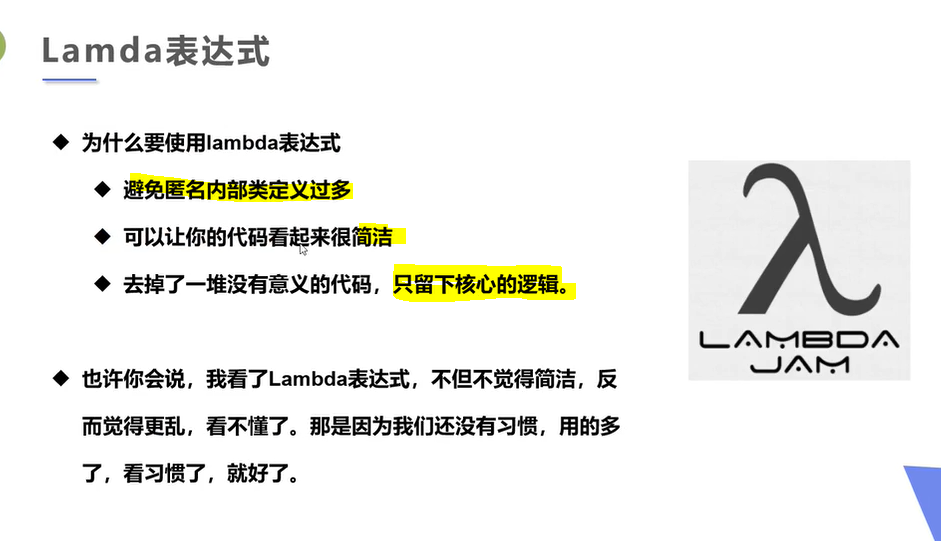 Lamda表达式
为什么要使用lambda表达式
避免匿名内部类定义过多
可以让你的代码看起来很简洁
去掉了一堆没有意义的代码，只留下核心的逻辑。
也许你会说，我看了Lambda表达式，不但不觉得简洁，反
而觉得更乱，看不懂了。那是因为我们还没有习惯，用的多
了，看习惯了，就好了。
λ
LAMBDA
JAM